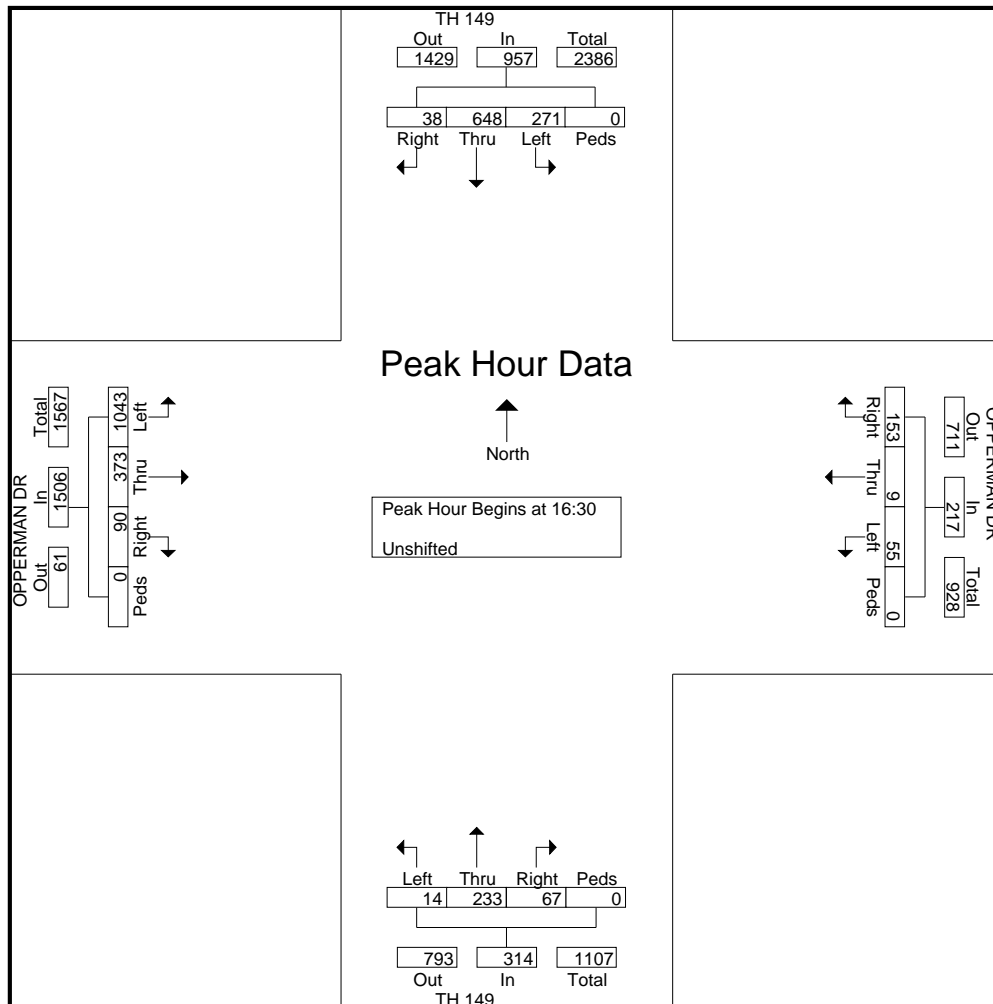 TH 149
Out In Total
1429 957 2386
38 648 271 0
Right Thru Left Peds
Peak Hour Data
North
Peak Hour Begins at 16:30
Unshifted
OPPERMAN DR
Out In Total
61 1506 1567
1043 373 90 0
Left Thru Right Peds
OPPERMAN DR
Out In Total
711 217 928
153 9 55 0
Right Thru Left Peds
Left Thru Right Peds
14 233 67 0
793 314 1107
Out In Total
TH 149